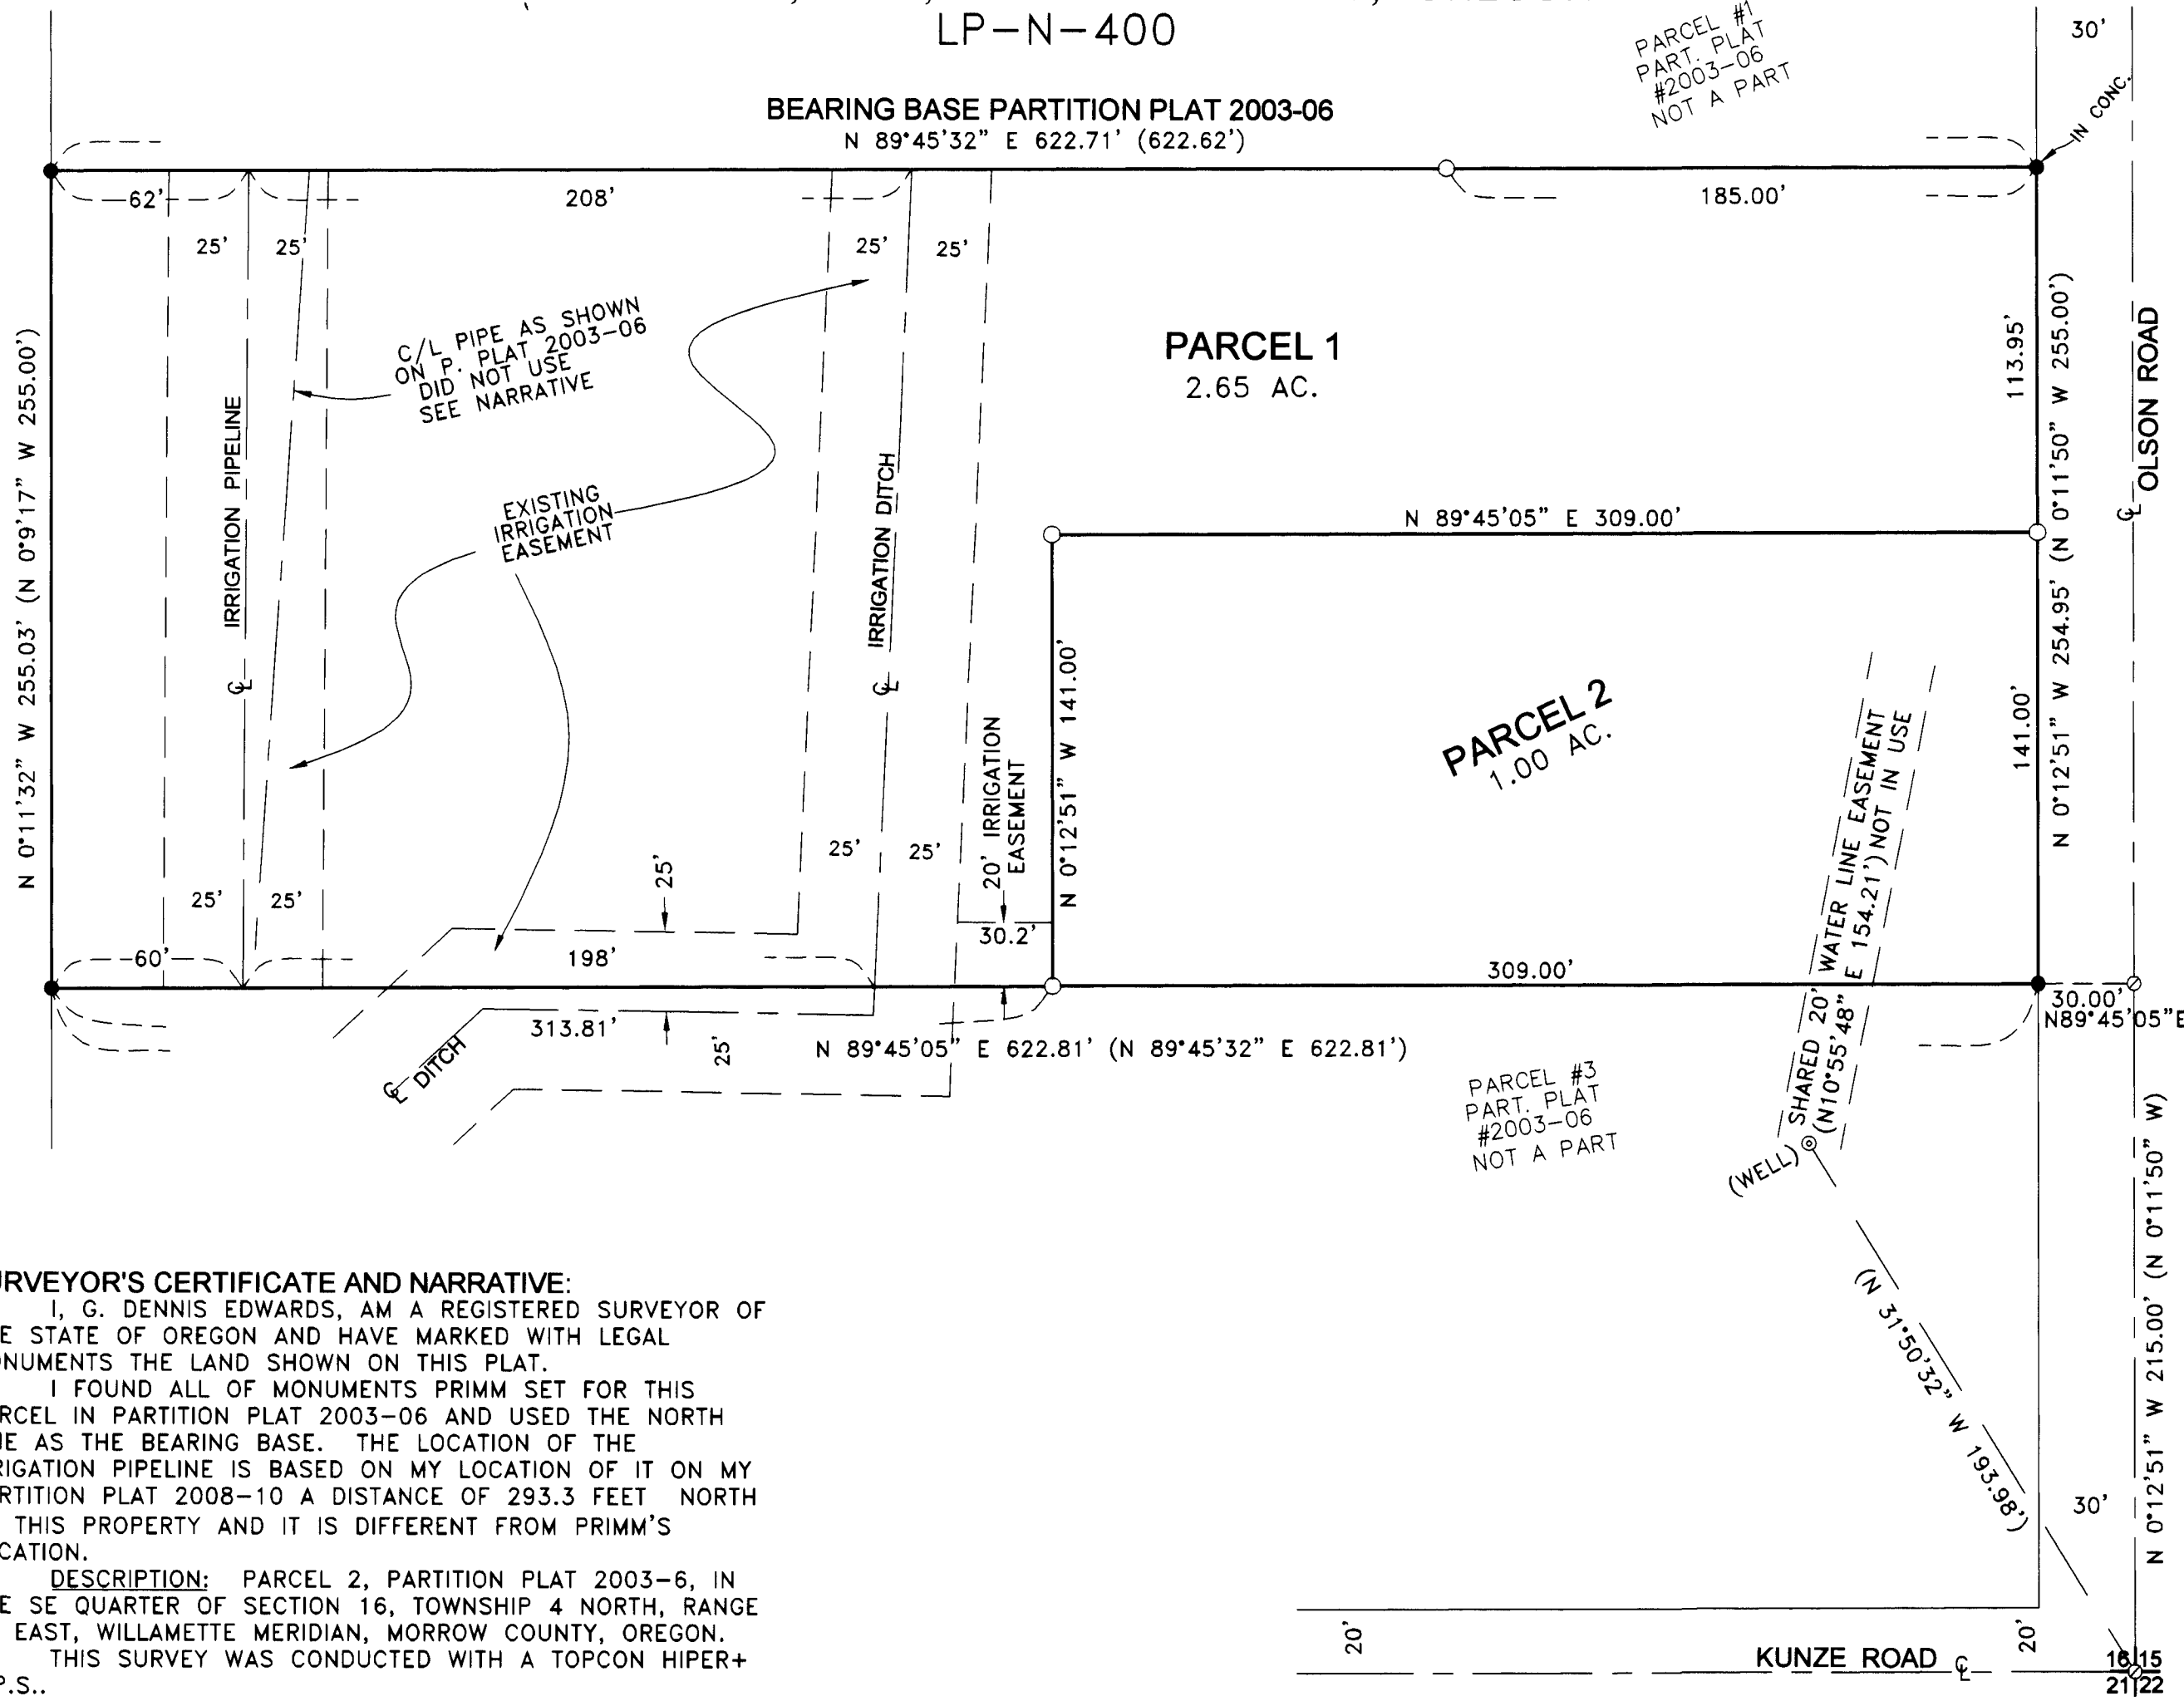 LP-N-400
PARCEL #1
PART. PLAT
#2003-06
NOT A PART
30'
IN CONC.
BEARING BASE PARTITION PLAT 2003-06
N 89°45'32" E 622.71' (622.62')
62'
208'
185.00'
25'
25'
25'
25'
C/L PIPE AS SHOWN
ON P. PLAT 2003-06
DID NOT USE
SEE NARRATIVE
PARCEL 1
2.65 AC.
113.95'
N 0°11'32" W 255.03' (N 0°9'17" W 255.00')
IRRIGATION PIPELINE
EXISTING
IRRIGATION
EASEMENT
IRRIGATION DITCH
N 89°45'05" E 309.00'
N 0°12'51" W 254.95' (N 0°11'50" W 255.00')
℄ OLSON ROAD
℄
℄
N 0°12'51" W 141.00'
PARCEL 2
1.00 AC.
141.00'
20' IRRIGATION
EASEMENT
25'
25'
25'
25'
25'
30.2'
60'
198'
309.00'
SHARED 20' WATER LINE EASEMENT
(N10°55'48" E 154.21')NOT IN USE
30.00'
N89°45'05"E
313.81'
25'
N 89°45'05" E 622.81' (N 89°45'32" E 622.81')
℄ DITCH
PARCEL #3
PART. PLAT
#2003-06
NOT A PART
(WELL)
(N 31°50'32" W 193.98')
N 0°12'51" W 215.00' (N 0°11'50" W)
30'
RVEYOR'S CERTIFICATE AND NARRATIVE:
I, G. DENNIS EDWARDS, AM A REGISTERED SURVEYOR OF
E STATE OF OREGON AND HAVE MARKED WITH LEGAL
NUMENTS THE LAND SHOWN ON THIS PLAT.
I FOUND ALL OF MONUMENTS PRIMM SET FOR THIS
RCEL IN PARTITION PLAT 2003-06 AND USED THE NORTH
E AS THE BEARING BASE. THE LOCATION OF THE
RIGATION PIPELINE IS BASED ON MY LOCATION OF IT ON MY
RTITION PLAT 2008-10 A DISTANCE OF 293.3 FEET NORTH
THIS PROPERTY AND IT IS DIFFERENT FROM PRIMM'S
CATION.
DESCRIPTION: PARCEL 2, PARTITION PLAT 2003-6, IN
E SE QUARTER OF SECTION 16, TOWNSHIP 4 NORTH, RANGE
EAST, WILLAMETTE MERIDIAN, MORROW COUNTY, OREGON.
THIS SURVEY WAS CONDUCTED WITH A TOPCON HIPER+
P.S..
20'
20'
KUNZE ROAD ℄
16 15
21 22